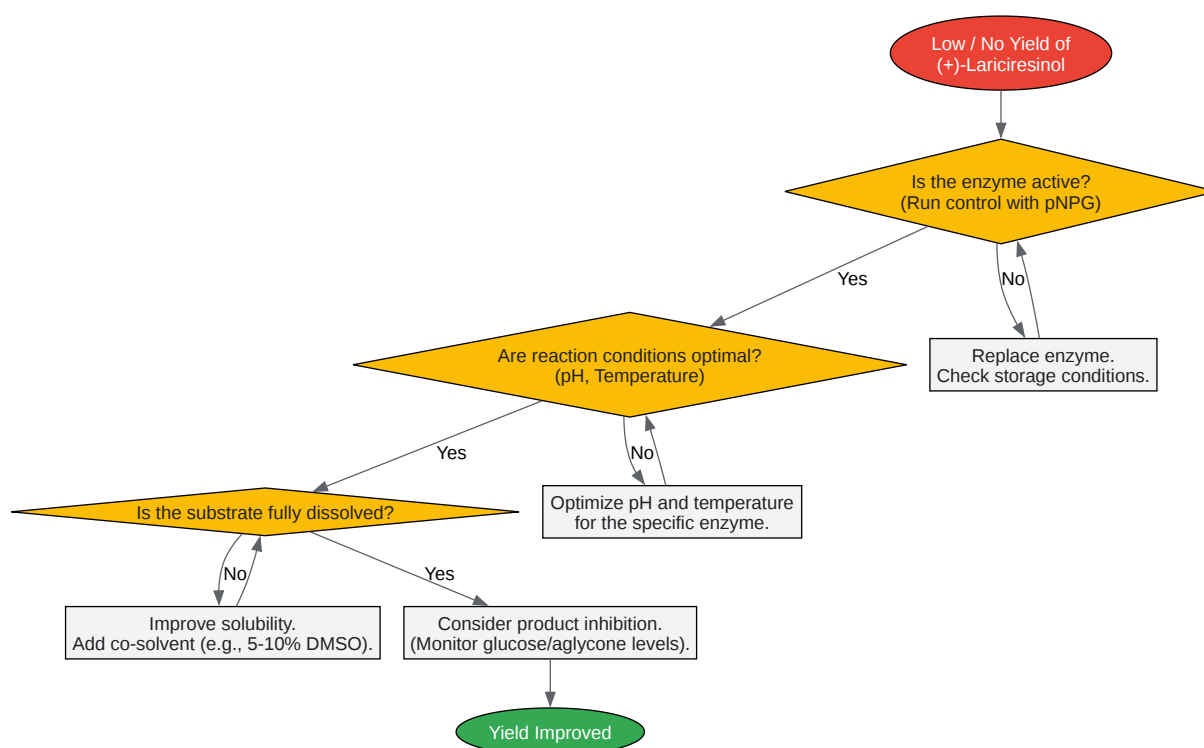 Low / No Yield of
(+)-Lariciresinol
Is the enzyme active?
(Run control with pNPG)
Yes
No
Are reaction conditions optimal?
(pH, Temperature)
Replace enzyme.
Check storage conditions.
Yes
No
Is the substrate fully dissolved?
Optimize pH and temperature
for the specific enzyme.
No
Yes
Improve solubility.
Add co-solvent (e.g., 5-10% DMSO).
Consider product inhibition.
(Monitor glucose/aglycone levels).
Yield Improved